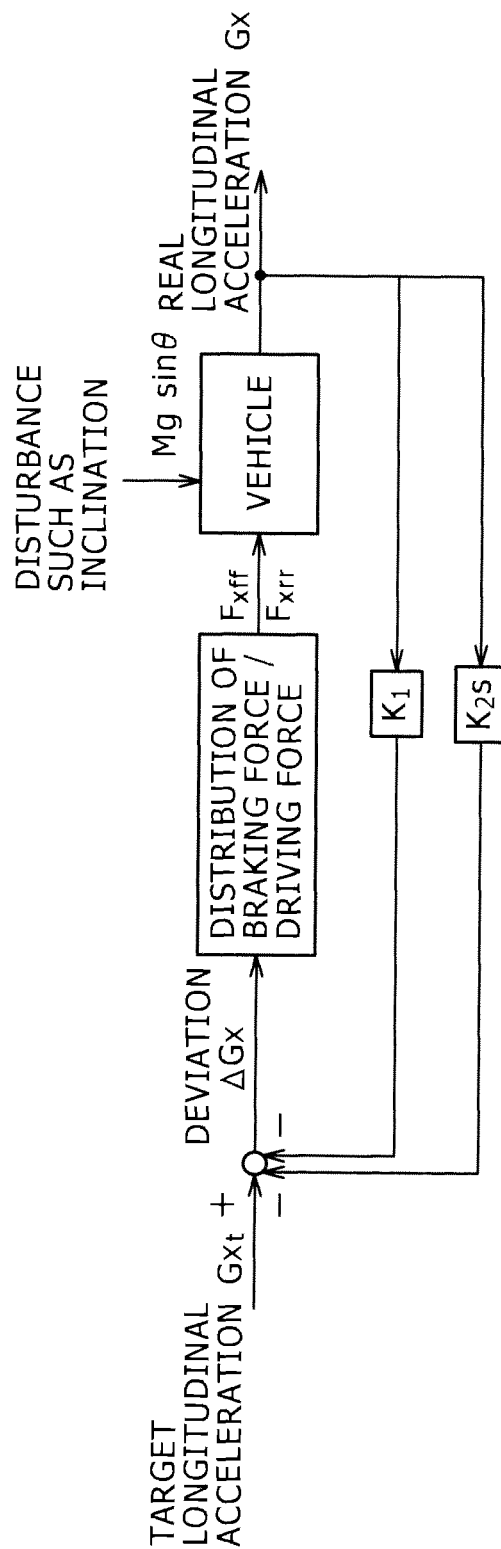 TARGET
LONGITUDINAL
ACCELERATION Gxt
+
−
−
DEVIATION
ΔGx
DISTRIBUTION OF
BRAKING FORCE /
DRIVING FORCE
Fxff
Fxrr
DISTURBANCE
SUCH AS
INCLINATION
Mg sinθ
VEHICLE
REAL
LONGITUDINAL
ACCELERATION Gx
K1
K2s